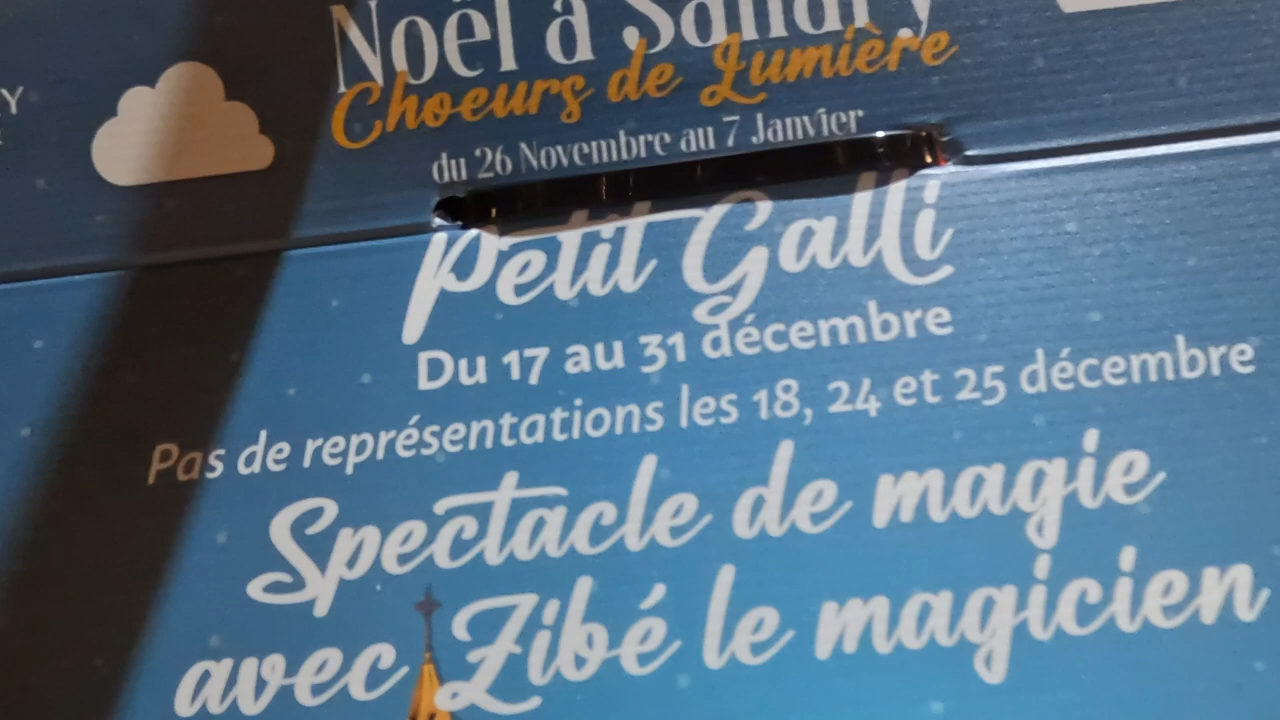 Noël à Sandry
Choeurs de Lumière
du 26 Novembre au 7 Janvier
Petit Galli
Du 17 au 31 décembre
Pas de représentations les 18, 24 et 25 décembre
Spectacle de magie
avec Zibé le magicien